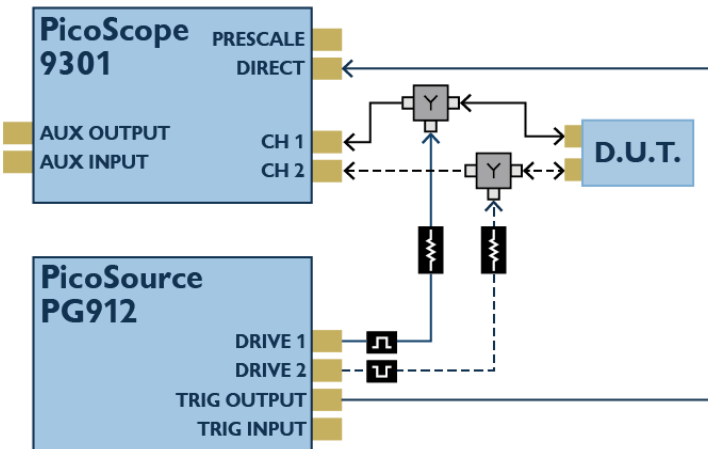 PicoScope
9301
PRESCALE
DIRECT
AUX OUTPUT
AUX INPUT
CH 1
CH 2
Y
Y
D.U.T.
PicoSource
PG912
DRIVE 1
DRIVE 2
TRIG OUTPUT
TRIG INPUT